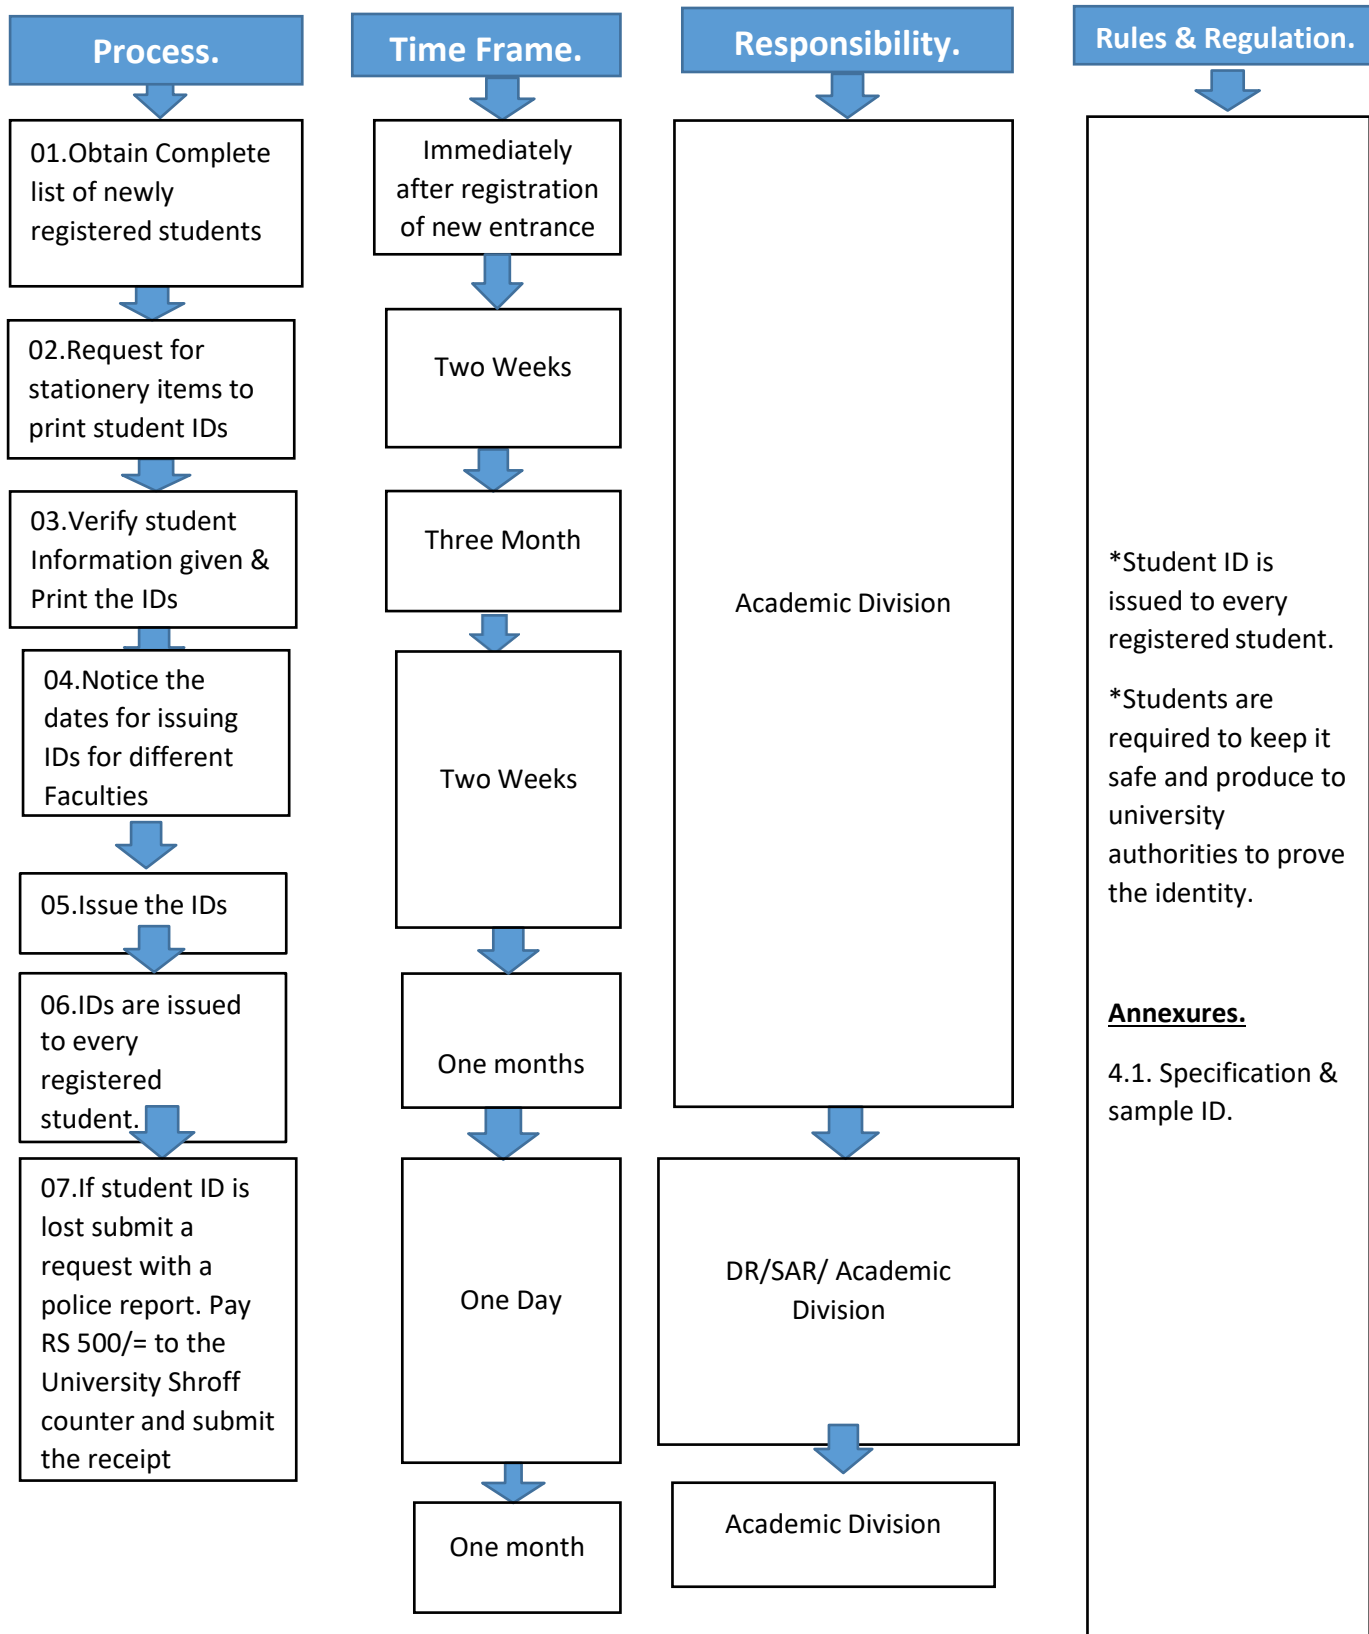 Process.
01.Obtain Complete
list of newly
registered students
02.Request for
stationery items to
print student IDs
03.Verify student
Information given &
Print the IDs
04.Notice the
dates for issuing
IDs for different
Faculties
05.Issue the IDs
06.IDs are issued
to every
registered
student.
07.If student ID is
lost submit a
request with a
police report. Pay
RS 500/= to the
University Shroff
counter and submit
the receipt
Time Frame.
Immediately
after registration
of new entrance
Two Weeks
Three Month
Two Weeks
One months
One Day
One month
Responsibility.
Academic Division
DR/SAR/ Academic
Division
Academic Division
Rules & Regulation.
*Student ID is
issued to every
registered student.
*Students are
required to keep it
safe and produce to
university
authorities to prove
the identity.
Annexures.
4.1. Specification &
sample ID.